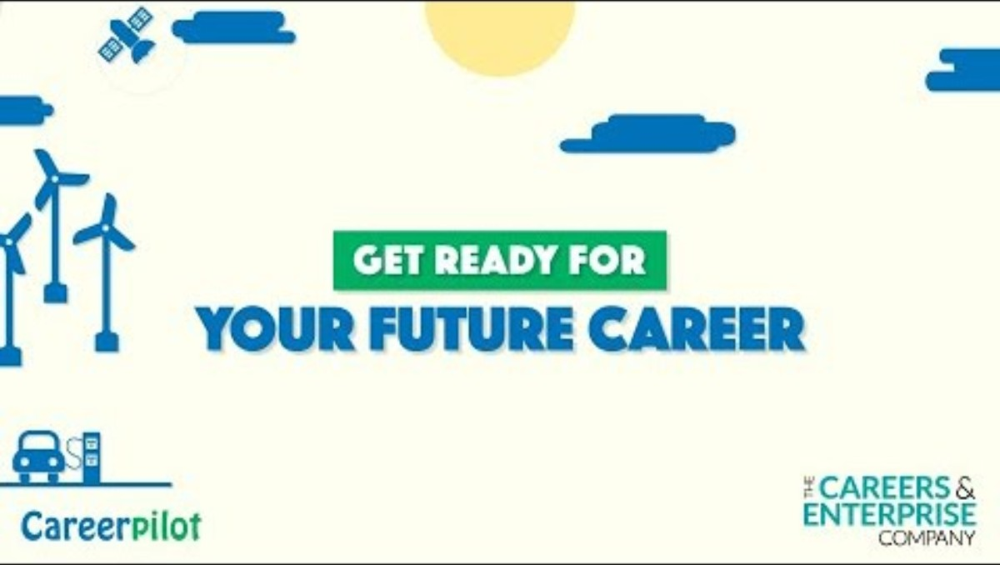 GET READY FOR
YOUR FUTURE CAREER
Careerpilot
THE CAREERS &
ENTERPRISE
COMPANY